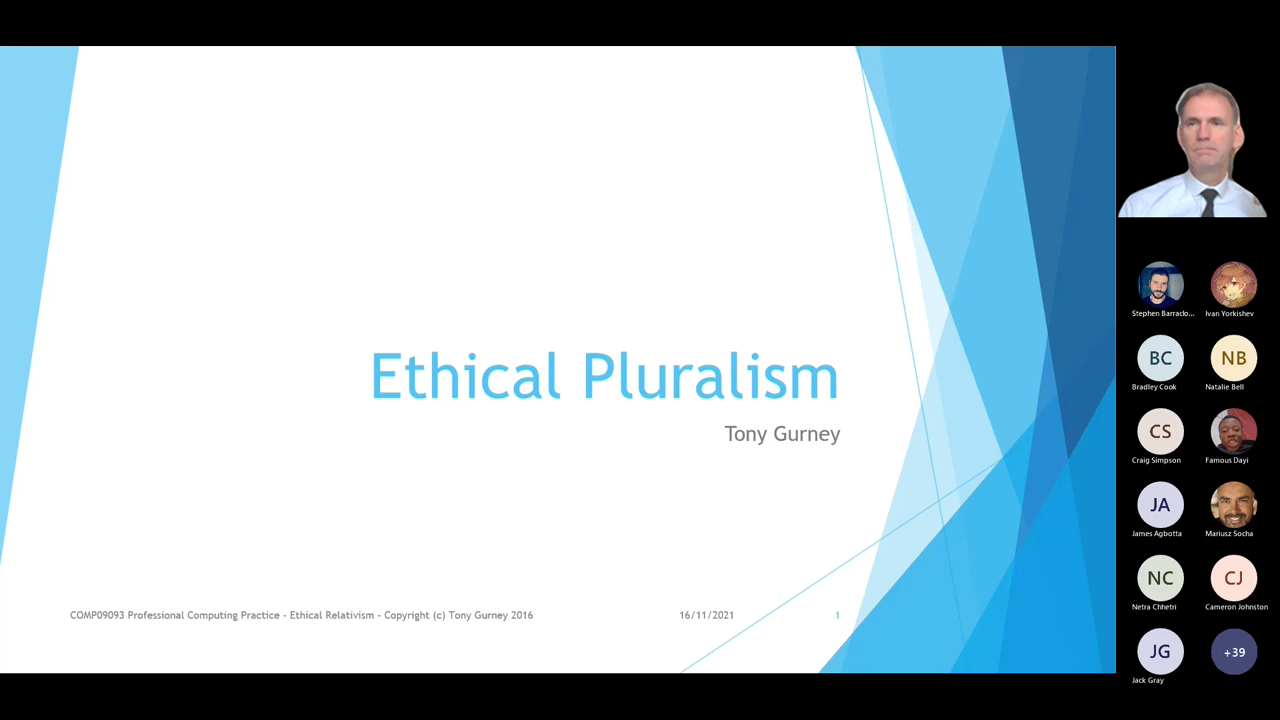 Ethical Pluralism
Tony Gurney
COMP09093 Professional Computing Practice - Ethical Relativism - Copyright (c) Tony Gurney 2016
16/11/2021
1
Stephen Barraclo...
Ivan Yorkishev
BC
NB
Bradley Cook
Natalie Bell
CS
Craig Simpson
Famous Dayi
JA
James Agbotta
Mariusz Socha
NC
CJ
Netra Chhetri
Cameron Johnston
JG
+39
Jack Gray